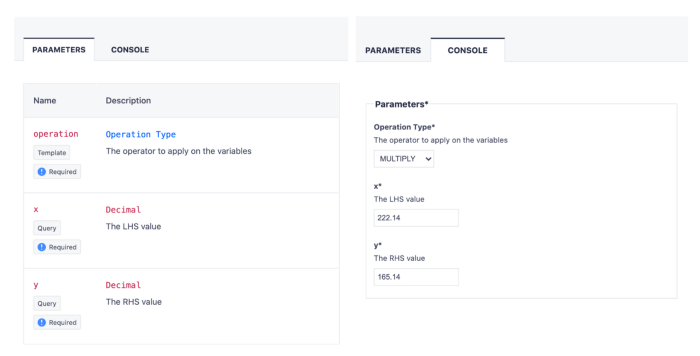 PARAMETERS
CONSOLE
Name
Description
operation
Operation Type
Template
The operator to apply on the variables
! Required
x
Decimal
Query
The LHS value
! Required
y
Decimal
Query
The RHS value
! Required
PARAMETERS
CONSOLE
Parameters*
Operation Type*
The operator to apply on the variables
MULTIPLY
x*
The LHS value
222.14
y*
The RHS value
165.14